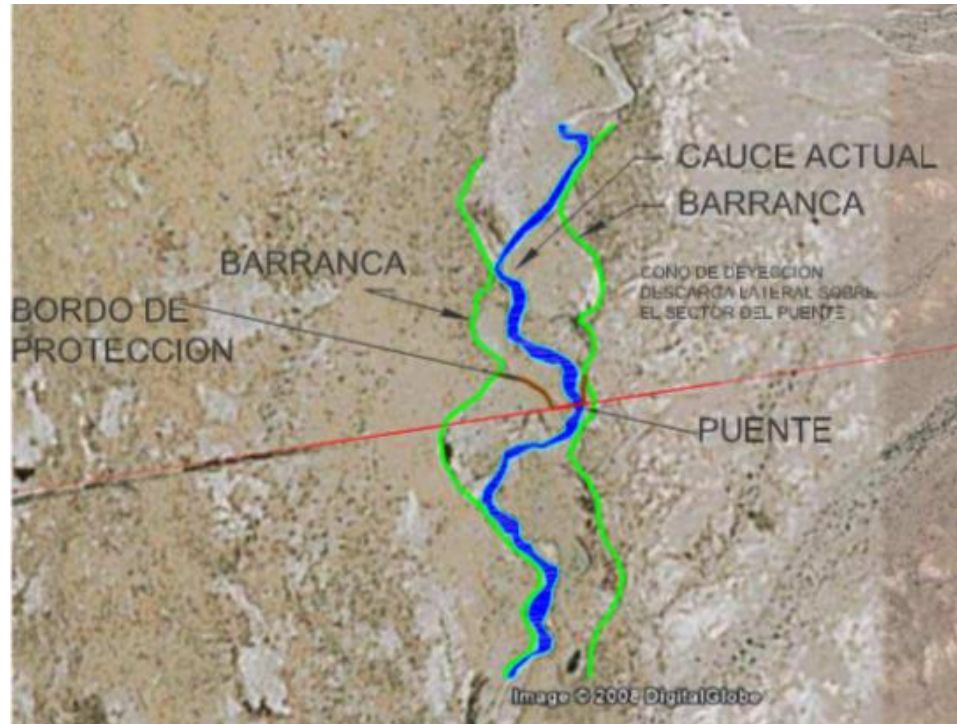 CAUCE ACTUAL
BARRANCA
BARRANCA
CONO DE DEYECCION
DESCARGA LATERAL SOBRE
EL SECTOR DEL PUENTE
BORDO DE
PROTECCION
PUENTE
Image © 2008 DigitalGlobe